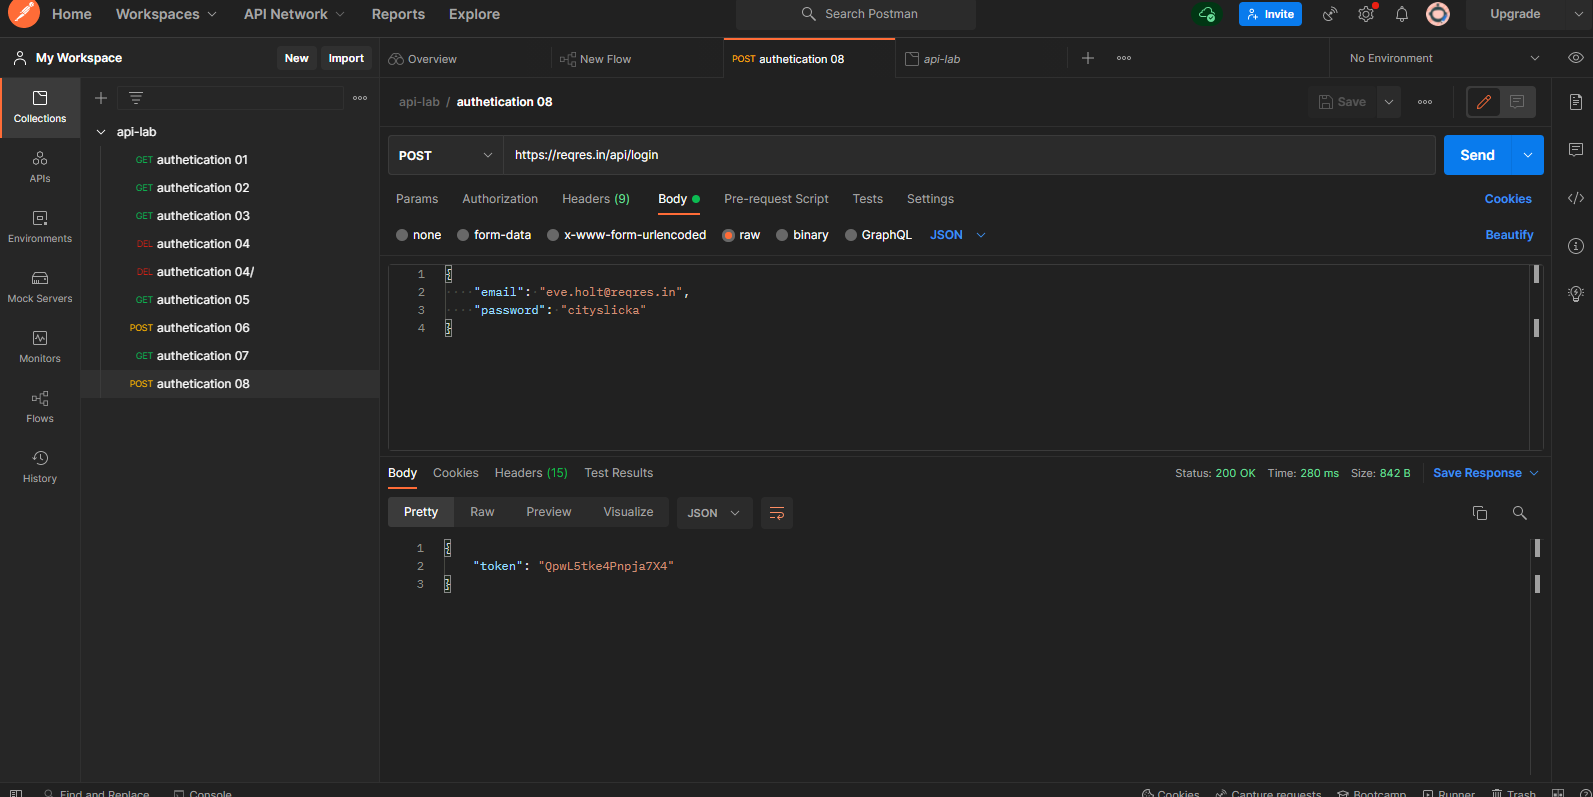 Home Workspaces API Network Reports Explore Search Postman Invite Upgrade
My Workspace New Import Overview New Flow POST authetication 08 api-lab No Environment
Collections
APIs
Environments
Mock Servers
Monitors
Flows
History
api-lab
GET authetication 01
GET authetication 02
GET authetication 03
DEL authetication 04
DEL authetication 04/
GET authetication 05
POST authetication 06
GET authetication 07
POST authetication 08
api-lab / authetication 08 Save
POST https://reqres.in/api/login Send
Params Authorization Headers (9) Body Pre-request Script Tests Settings Cookies
none form-data x-www-form-urlencoded raw binary GraphQL JSON Beautify
1 {
2 "email": "eve.holt@reqres.in",
3 "password": "cityslicka"
4 }
Body Cookies Headers (15) Test Results Status: 200 OK Time: 280 ms Size: 842 B Save Response
Pretty Raw Preview Visualize JSON
1 {
2 "token": "QpwL5tke4Pnpja7X4"
3 }
Find and Replace Console Cookies Capture requests Bootcamp Runner Trash